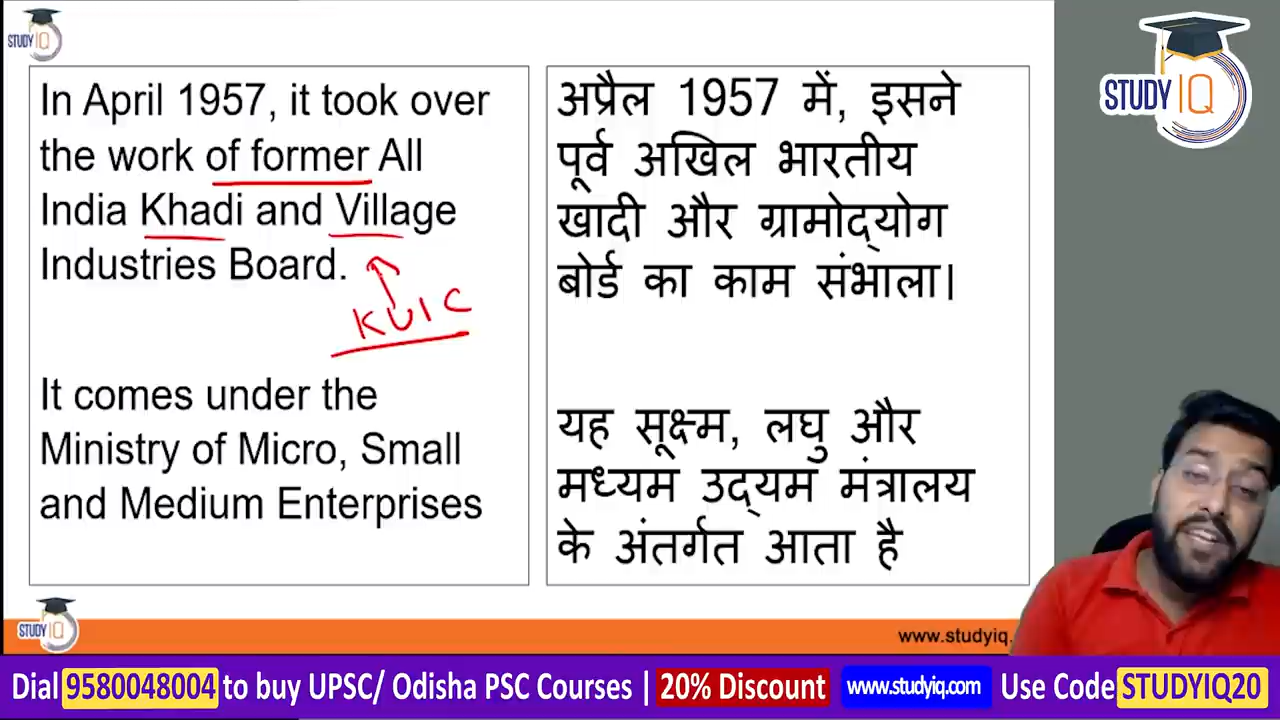 STUDY IQ
In April 1957, it took over
the work of former All
India Khadi and Village
Industries Board.
KVIC
It comes under the
Ministry of Micro, Small
and Medium Enterprises
अप्रैल 1957 में, इसने
पूर्व अखिल भारतीय
खादी और ग्रामोद्‌योग
बोर्ड का काम संभाला।
यह सूक्ष्म, लघु और
मध्यम उद्‌यम मंत्रालय
के अंतर्गत आता है
STUDY IQ
STUDY IQ
www.studyiq.
Dial 9580048004 to buy UPSC/ Odisha PSC Courses | 20% Discount www.studyiq.com Use Code STUDYIQ20